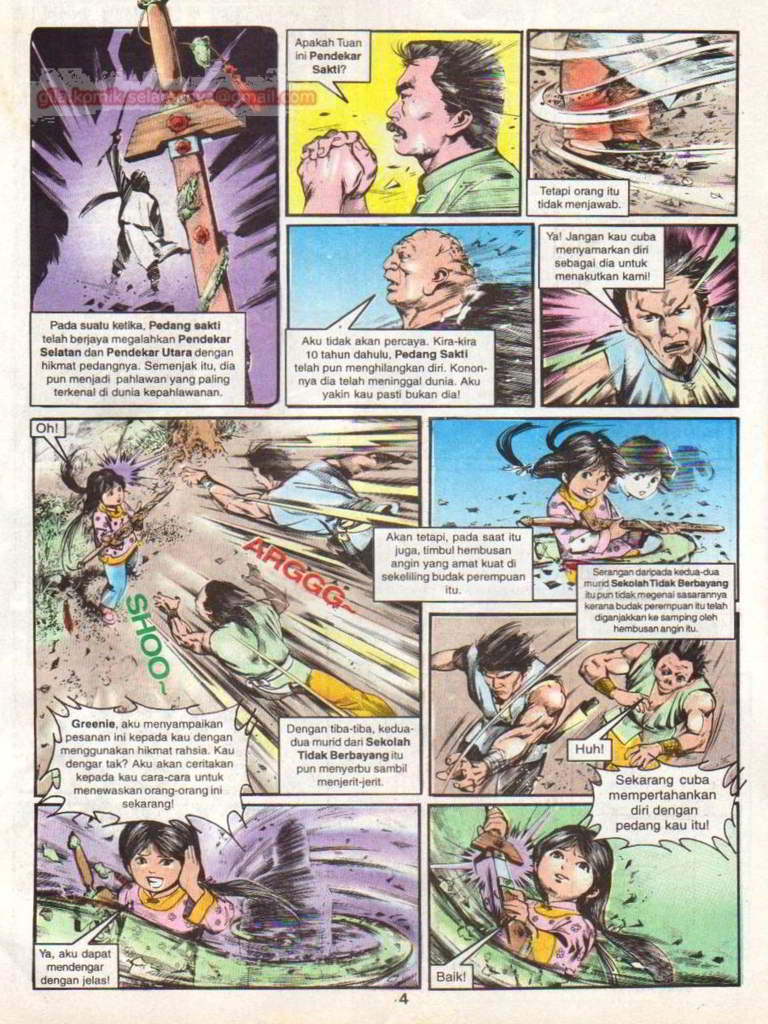 gila.komik.selamanya@gmail.com
Pada suatu ketika, Pedang sakti
telah berjaya megalahkan Pendekar
Selatan dan Pendekar Utara dengan
hikmat pedangnya. Semenjak itu, dia
pun menjadi pahlawan yang paling
terkenal di dunia kepahlawanan.
Apakah Tuan
ini Pendekar
Sakti?
Tetapi orang itu
tidak menjawab.
Aku tidak akan percaya. Kira-kira
10 tahun dahulu, Pedang Sakti
telah pun menghilangkan diri. Konon-
nya dia telah meninggal dunia. Aku
yakin kau pasti bukan dia!
Ya! Jangan kau cuba
menyamarkan diri
sebagai dia untuk
menakutkan kami!
Oh!
ARGGG~
SHOO~
Dengan tiba-tiba, kedua-
dua murid dari Sekolah
Tidak Berbayang itu
pun menyerbu sambil
menjerit-jerit.
Akan tetapi, pada saat itu
juga, timbul hembusan
angin yang amat kuat di
sekeliling budak perempuan
itu.
Serangan daripada kedua-dua
murid Sekolah Tidak Berbayang
itu pun tidak megenai sasarannya
kerana budak perempuan itu telah
diganjakkan ke samping oleh
hembusan angin itu.
Huh!
Greenie, aku menyampaikan
pesanan ini kepada kau dengan
menggunakan hikmat rahsia. Kau
dengar tak? Aku akan ceritakan
kepada kau cara-cara untuk
menewaskan orang-orang ini
sekarang!
Ya, aku dapat
mendengar
dengan jelas!
Sekarang cuba
mempertahankan
diri dengan
pedang kau itu!
Baik!
4